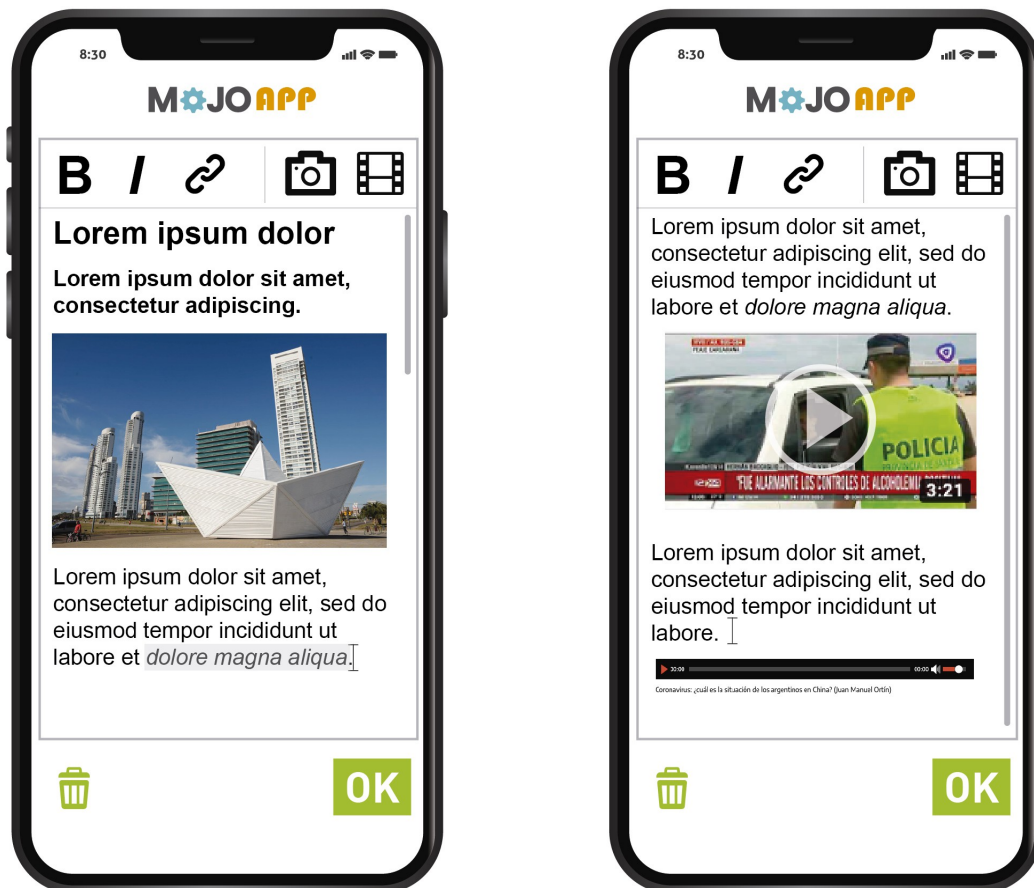 8:30
MOJO APP
B I
Lorem ipsum dolor
Lorem ipsum dolor sit amet,
consectetur adipiscing.
Lorem ipsum dolor sit amet,
consectetur adipiscing elit, sed do
eiusmod tempor incididunt ut
labore et dolore magna aliqua.
OK
8:30
MOJO APP
B I
Lorem ipsum dolor sit amet,
consectetur adipiscing elit, sed do
eiusmod tempor incididunt ut
labore et dolore magna aliqua.
POLICIA
"FUE ALARMANTE LOS CONTROLES DE ALCOHOLEMIA
3:21
Lorem ipsum dolor sit amet,
consectetur adipiscing elit, sed do
eiusmod tempor incididunt ut
labore.
00:00 00:00
Coronavirus: ¿cuál es la situación de los argentinos en China? (Juan Manuel Ortín)
OK